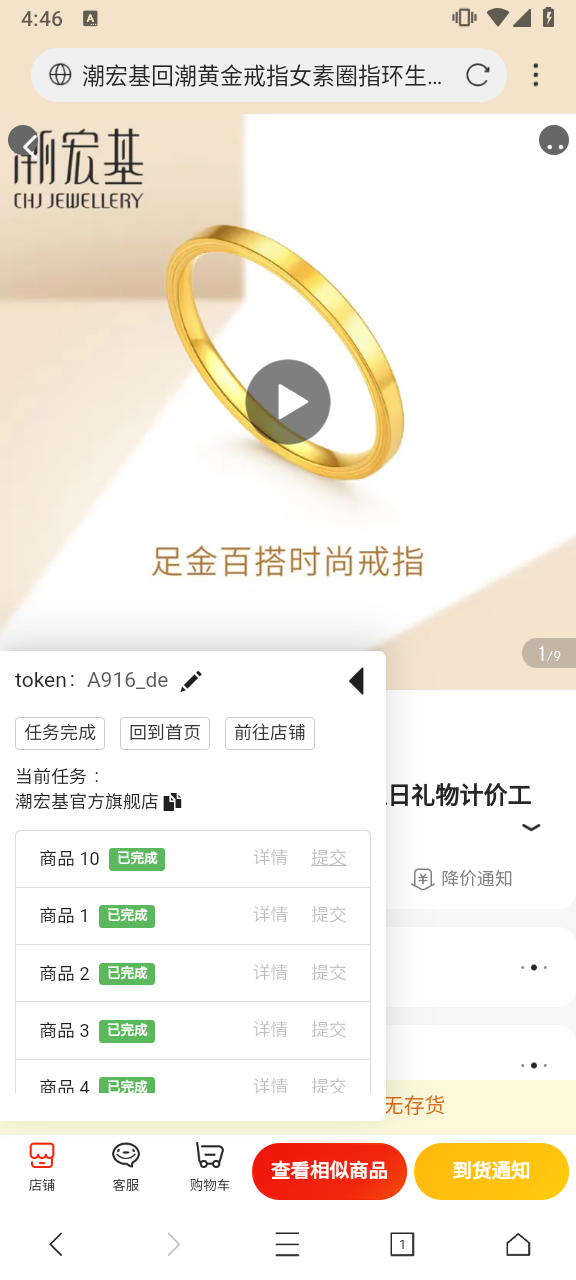 4:46
A
潮宏基回潮黄金戒指女素圈指环生...
潮宏基
CHJ JEWELLERY
足金百搭时尚戒指
1/9
token： A916_de
任务完成 回到首页 前往店铺
当前任务：
潮宏基官方旗舰店
日礼物计价工
降价通知
商品 10 已完成 详情 提交
商品 1 已完成 详情 提交
商品 2 已完成 详情 提交
商品 3 已完成 详情 提交
商品 4 已完成 详情 提交
无存货
店铺 客服 购物车 查看相似商品 到货通知
1